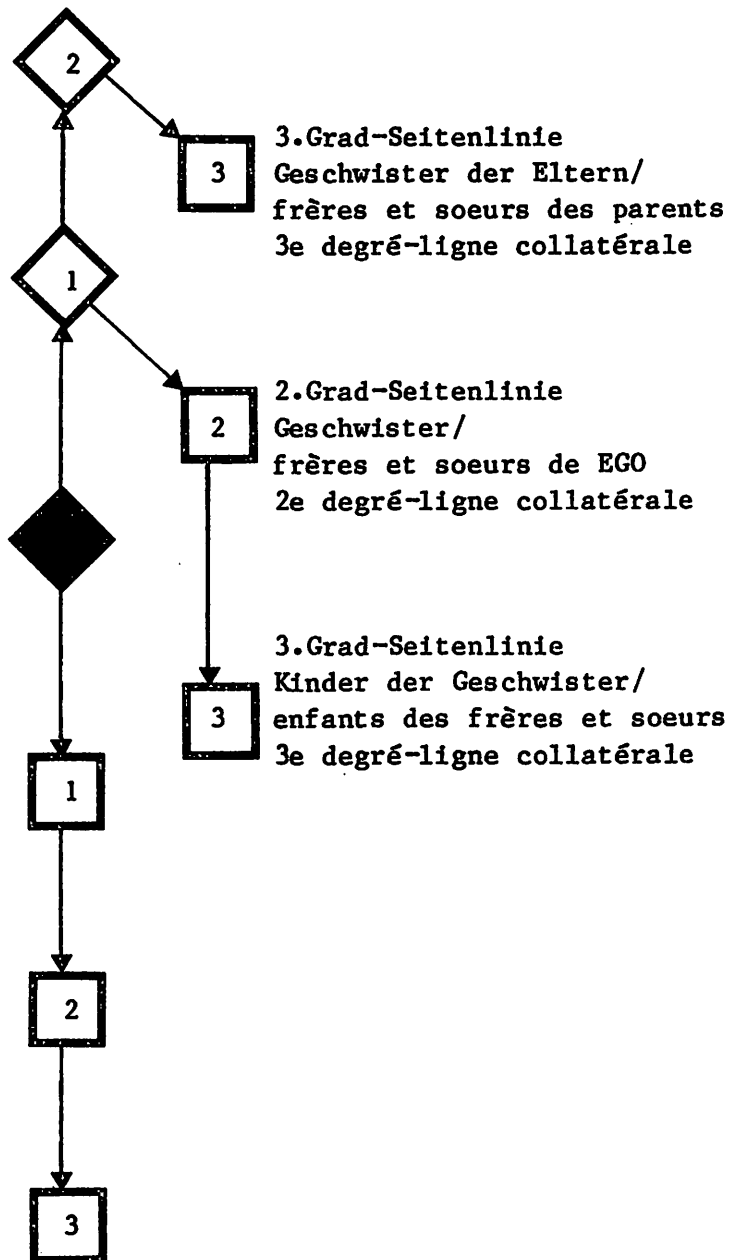 2
3
3.Grad-Seitenlinie
Geschwister der Eltern/
frères et soeurs des parents
3e degré-ligne collatérale
1
2
2.Grad-Seitenlinie
Geschwister/
frères et soeurs de EGO
2e degré-ligne collatérale
3
3.Grad-Seitenlinie
Kinder der Geschwister/
enfants des frères et soeurs
3e degré-ligne collatérale
1
2
3